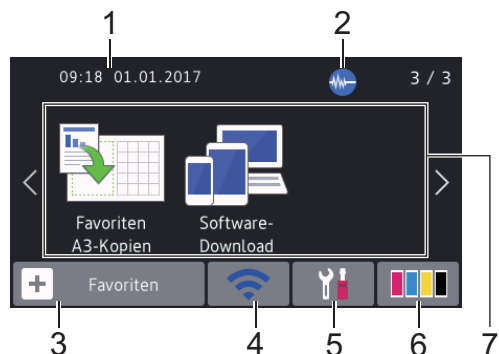 1
2
09:18 01.01.2017
3 / 3
Favoriten
A3-Kopien
Software-
Download
Favoriten
3
4
5
6
7